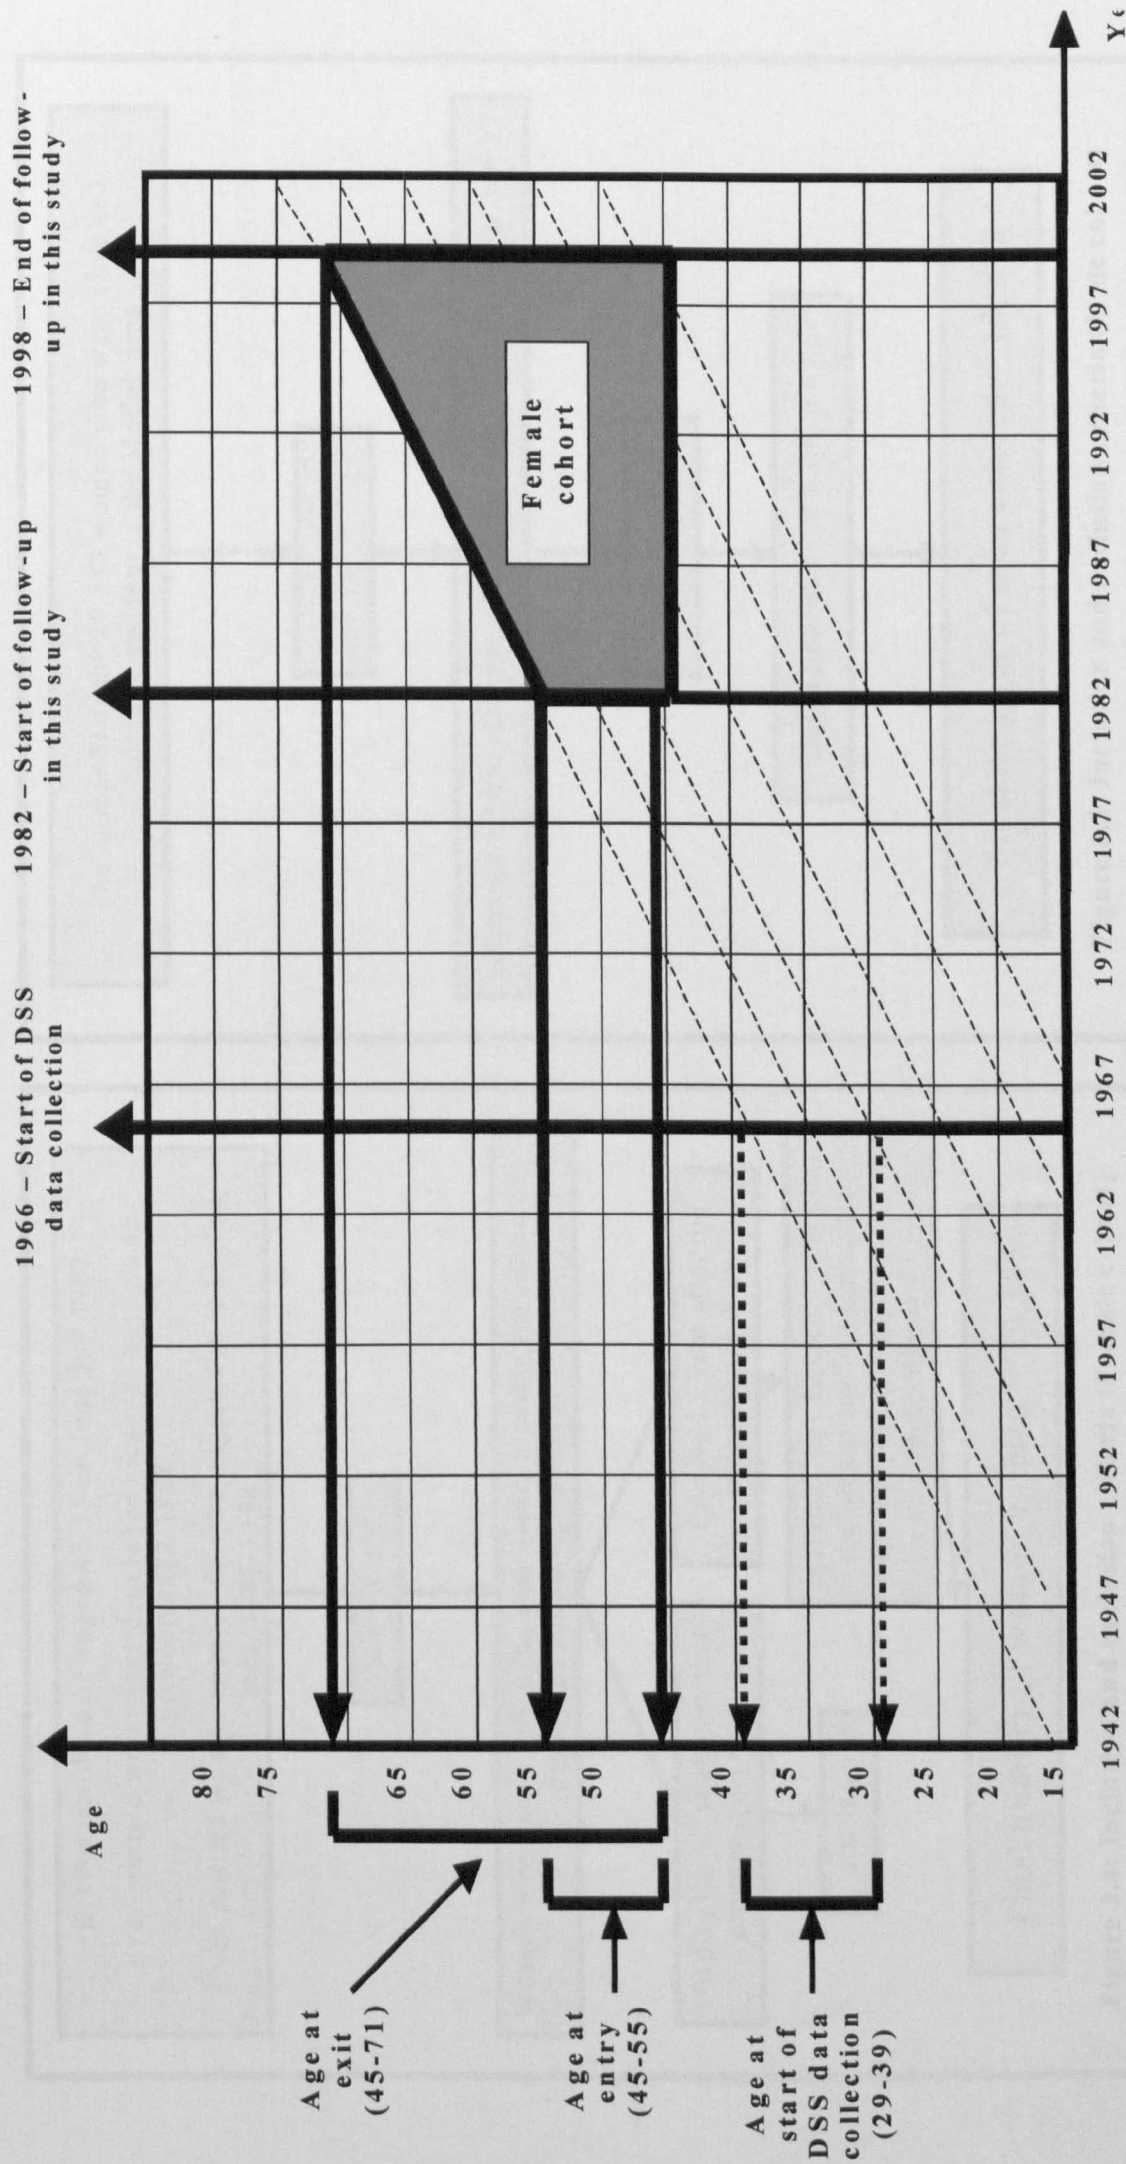 1966 – Start of DSS
data collection
1982 – Start of follow-up
in this study
1998 – End of follow-
up in this study
Age
80
75
65
60
55
50
40
35
30
25
20
15
Female
cohort
Age at
exit
(45-71)
Age at
entry
(45-55)
Age at
start of
DSS data
collection
(29-39)
1942 1947 1952 1957 1962 1967 1972 1977 1982 1987 1992 1997 2002